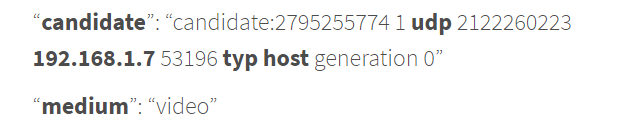 “candidate”: “candidate:2795255774 1 udp 2122260223
192.168.1.7 53196 typ host generation 0”
“medium”: “video”